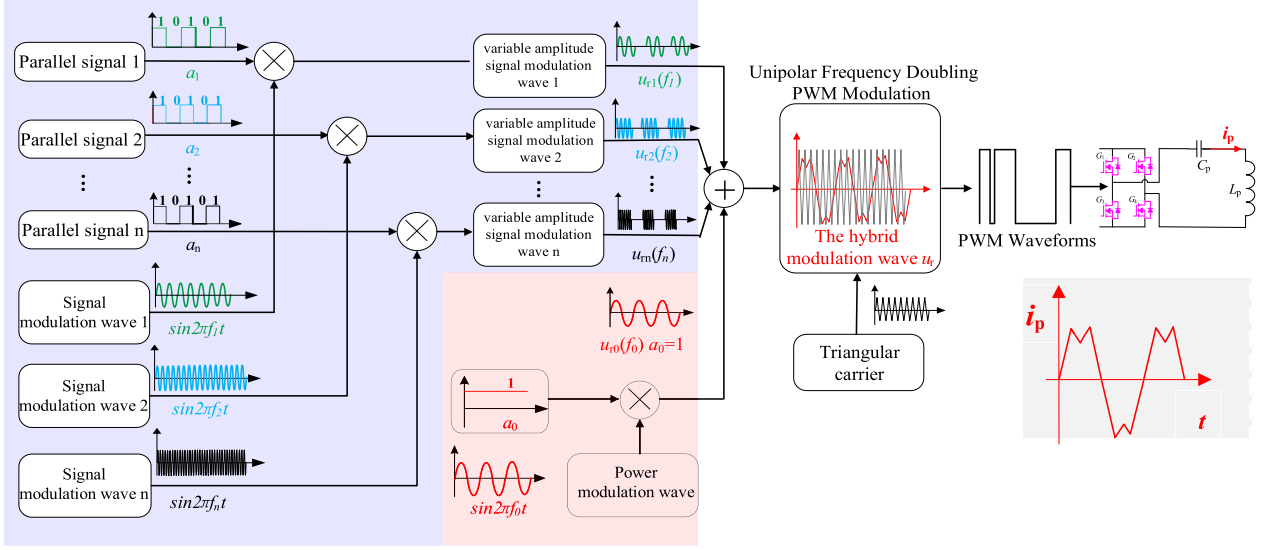 1 0 1 0 1
Parallel signal 1
a1
variable amplitude
signal modulation
wave 1
ur1(f1)
1 0 1 0 1
Parallel signal 2
a2
variable amplitude
signal modulation
wave 2
ur2(f2)
⋮
⋮
⋮
⋮
1 0 1 0 1
Parallel signal n
an
variable amplitude
signal modulation
wave n
urn(fn)
Signal
modulation wave 1
sin2πf1t
Signal
modulation wave 2
sin2πf2t
Signal
modulation wave n
sin2πfnt
ur0(f0) a0=1
1
a0
sin2πf0t
Power
modulation wave
Unipolar Frequency Doubling
PWM Modulation
The hybrid
modulation wave ur
Triangular
carrier
PWM Waveforms
ip
Cp
Lp
ip
t